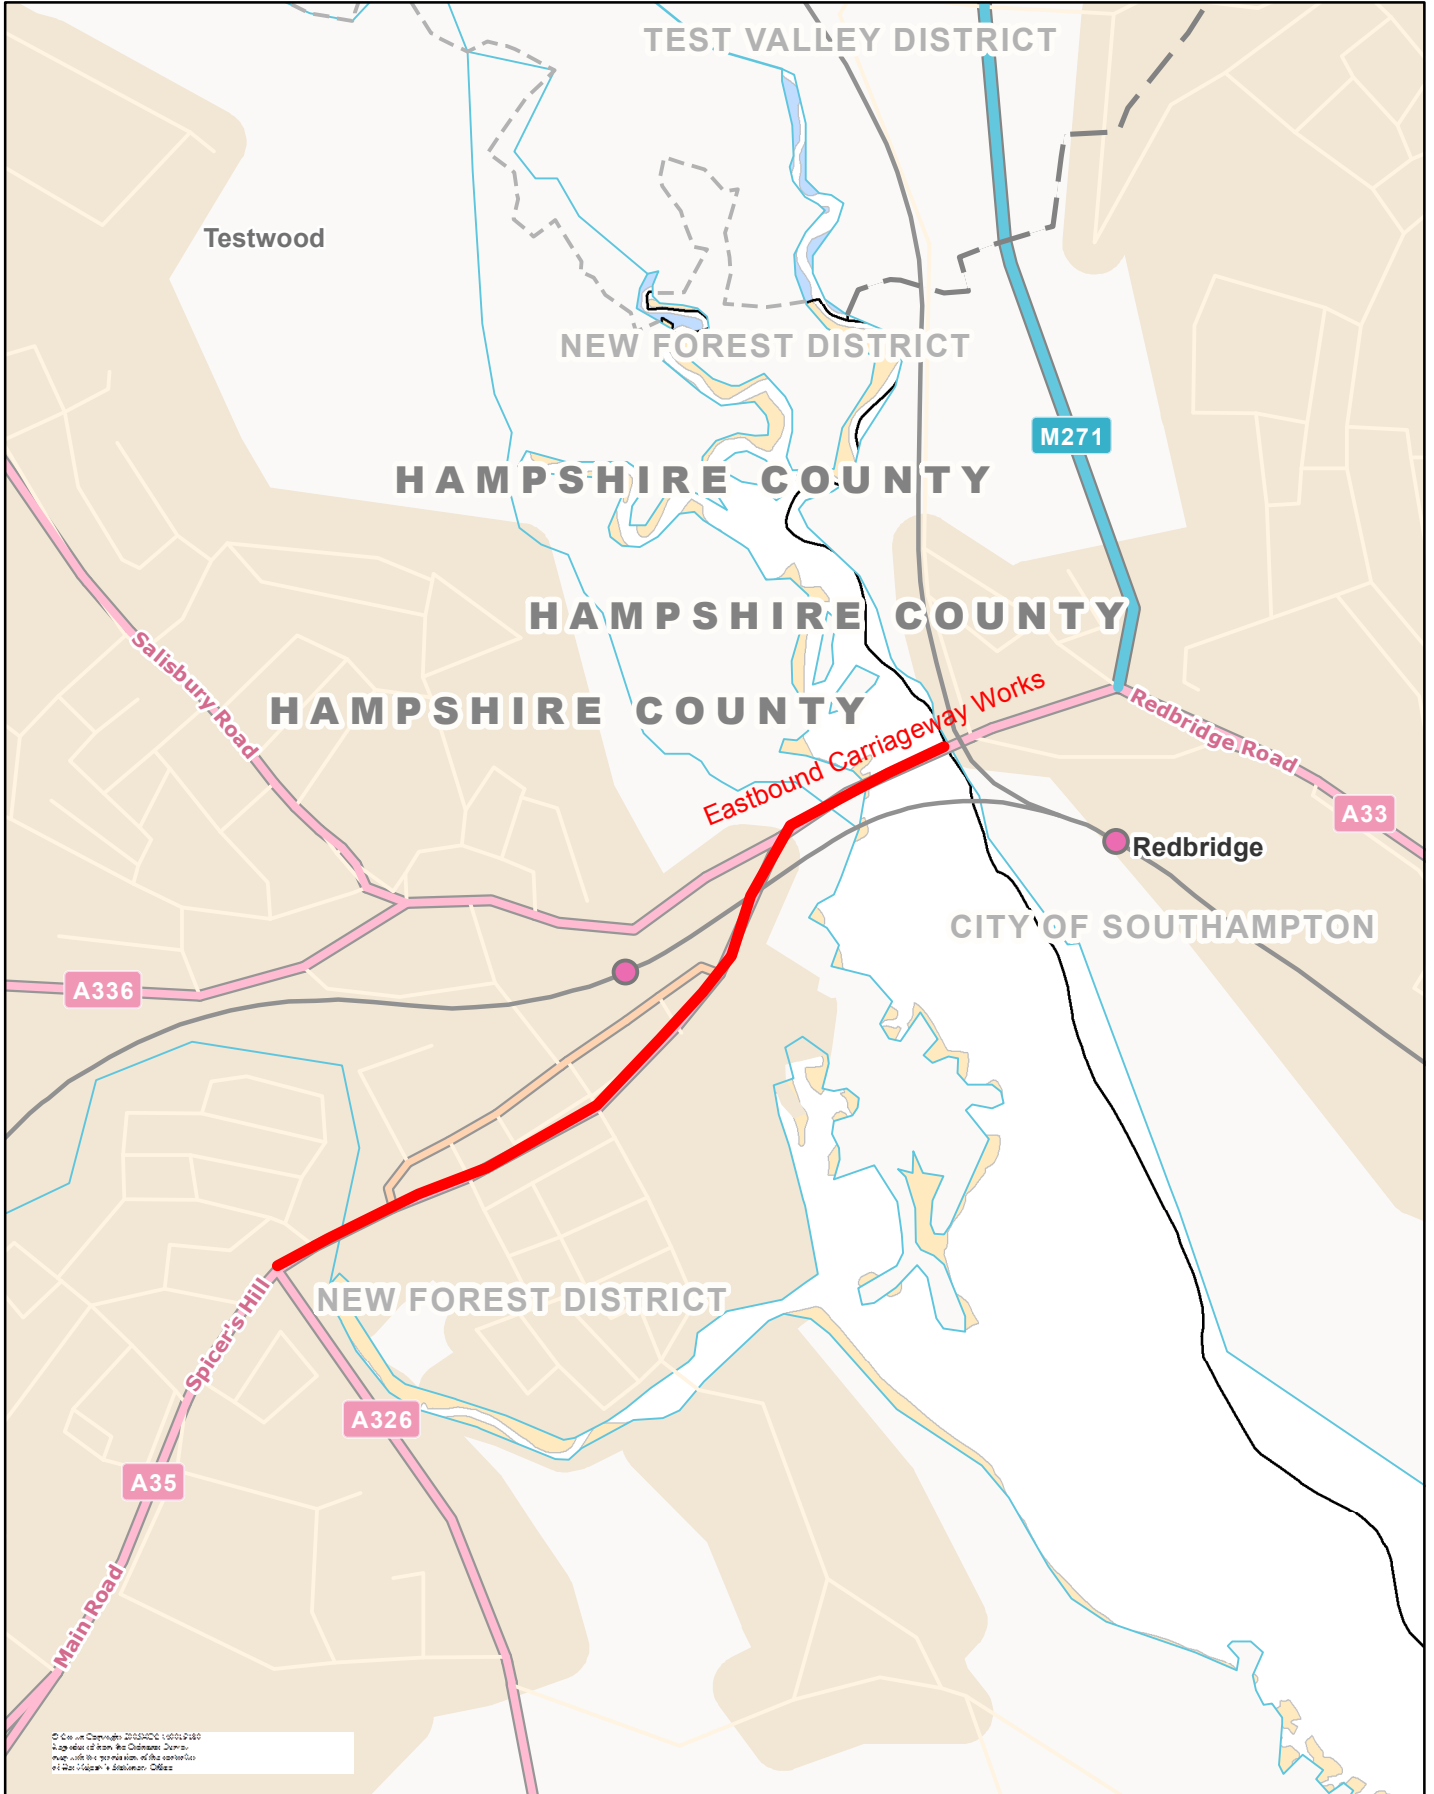 TEST VALLEY DISTRICT
Testwood
NEW FOREST DISTRICT
M271
HAMPSHIRE COUNTY
HAMPSHIRE COUNTY
HAMPSHIRE COUNTY
Salisbury Road
Eastbound Carriageway Works
Redbridge Road
A33
Redbridge
CITY OF SOUTHAMPTON
A336
NEW FOREST DISTRICT
Spicer's Hill
A326
A35
Main Road